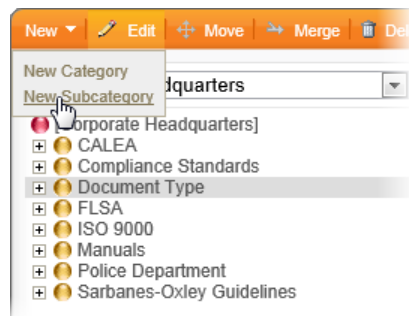 New Edit Move Merge
New Category
New Subcategory
[Corporate Headquarters]
CALEA
Compliance Standards
Document Type
FLSA
ISO 9000
Manuals
Police Department
Sarbanes-Oxley Guidelines